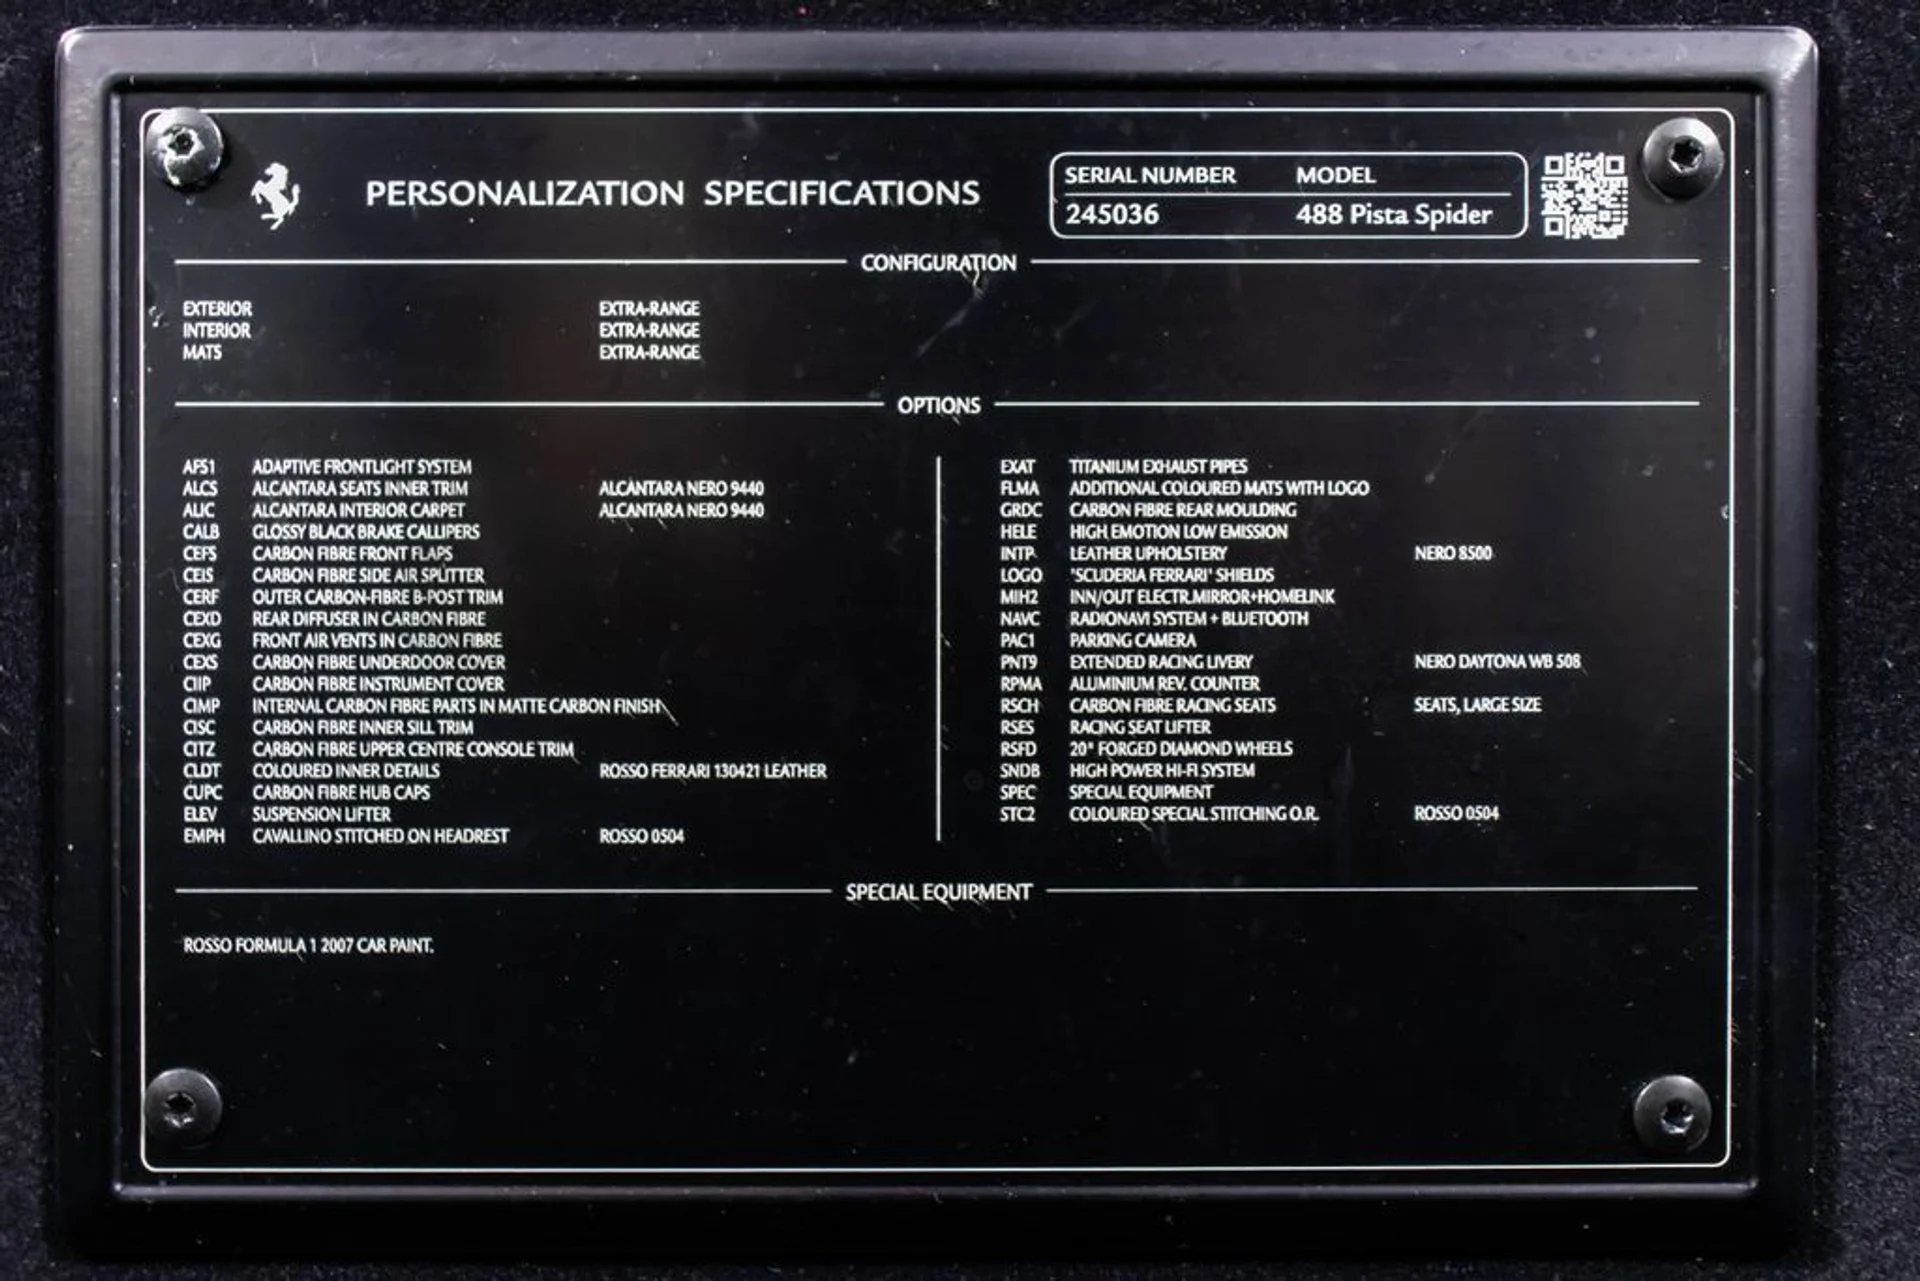 PERSONALIZATION SPECIFICATIONS
SERIAL NUMBER MODEL
245036 488 Pista Spider
CONFIGURATION
EXTERIOR EXTRA-RANGE
INTERIOR EXTRA-RANGE
MATS EXTRA-RANGE
OPTIONS
AFS1 ADAPTIVE FRONTLIGHT SYSTEM
ALCS ALCANTARA SEATS INNER TRIM ALCANTARA NERO 9440
ALIC ALCANTARA INTERIOR CARPET ALCANTARA NERO 9440
CALB GLOSSY BLACK BRAKE CALLIPERS
CEFS CARBON FIBRE FRONT FLAPS
CEIS CARBON FIBRE SIDE AIR SPLITTER
CERF OUTER CARBON-FIBRE B-POST TRIM
CEXD REAR DIFFUSER IN CARBON FIBRE
CEXG FRONT AIR VENTS IN CARBON FIBRE
CEXS CARBON FIBRE UNDERDOOR COVER
CIIP CARBON FIBRE INSTRUMENT COVER
CIMP INTERNAL CARBON FIBRE PARTS IN MATTE CARBON FINISH
CISC CARBON FIBRE INNER SILL TRIM
CITZ CARBON FIBRE UPPER CENTRE CONSOLE TRIM
CLDT COLOURED INNER DETAILS ROSSO FERRARI 130421 LEATHER
CUPC CARBON FIBRE HUB CAPS
ELEV SUSPENSION LIFTER
EMPH CAVALLINO STITCHED ON HEADREST ROSSO 0504
EXAT TITANIUM EXHAUST PIPES
FLMA ADDITIONAL COLOURED MATS WITH LOGO
GRDC CARBON FIBRE REAR MOULDING
HELE HIGH EMOTION LOW EMISSION
INTP LEATHER UPHOLSTERY NERO 8500
LOGO 'SCUDERIA FERRARI' SHIELDS
MIH2 INN/OUT ELECTR.MIRROR+HOMELINK
NAVC RADIONAVI SYSTEM + BLUETOOTH
PAC1 PARKING CAMERA
PNT9 EXTENDED RACING LIVERY NERO DAYTONA WB 508
RPMA ALUMINIUM REV. COUNTER
RSCH CARBON FIBRE RACING SEATS SEATS, LARGE SIZE
RSES RACING SEAT LIFTER
RSFD 20" FORGED DIAMOND WHEELS
SNDB HIGH POWER HI-FI SYSTEM
SPEC SPECIAL EQUIPMENT
STC2 COLOURED SPECIAL STITCHING O.R. ROSSO 0504
SPECIAL EQUIPMENT
ROSSO FORMULA 1 2007 CAR PAINT.